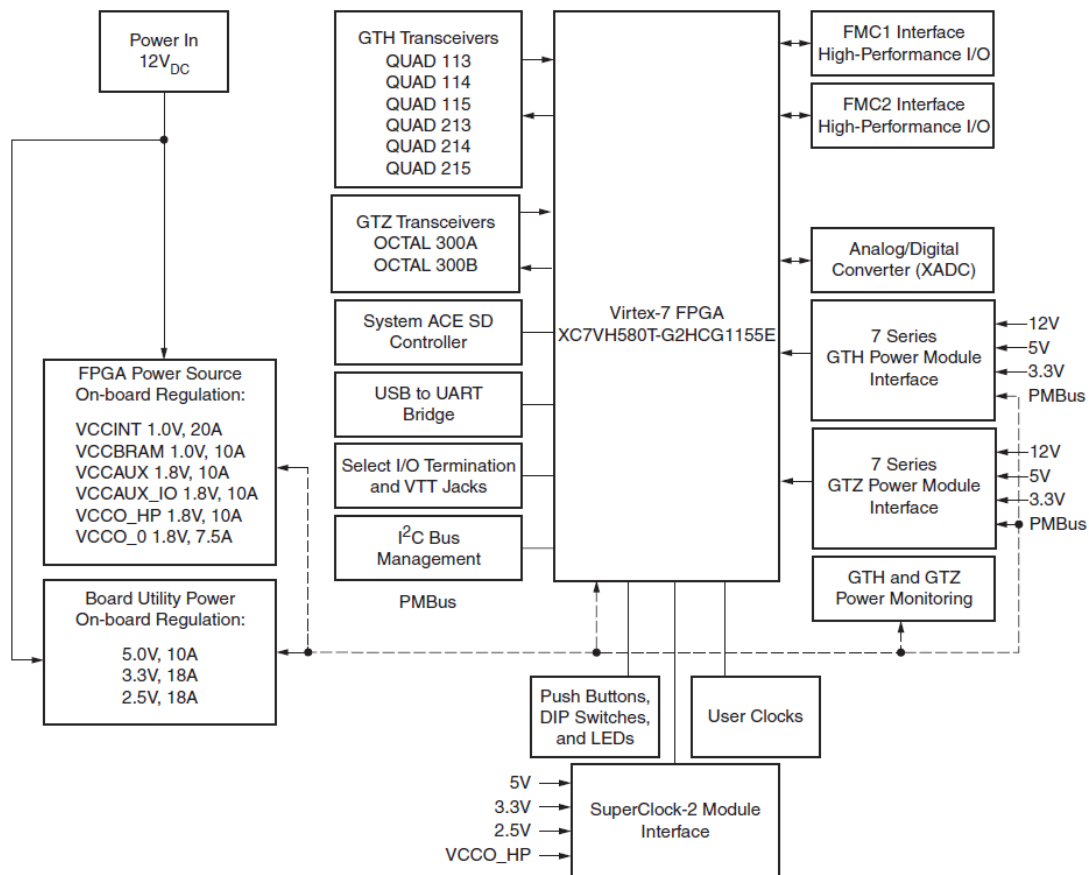 Power In
12VDC
GTH Transceivers
QUAD 113
QUAD 114
QUAD 115
QUAD 213
QUAD 214
QUAD 215
GTZ Transceivers
OCTAL 300A
OCTAL 300B
System ACE SD
Controller
USB to UART
Bridge
Select I/O Termination
and VTT Jacks
I2C Bus
Management
PMBus
FPGA Power Source
On-board Regulation:
VCCINT 1.0V, 20A
VCCBRAM 1.0V, 10A
VCCAUX 1.8V, 10A
VCCAUX_IO 1.8V, 10A
VCCO_HP 1.8V, 10A
VCCO_0 1.8V, 7.5A
Board Utility Power
On-board Regulation:
5.0V, 10A
3.3V, 18A
2.5V, 18A
Virtex-7 FPGA
XC7VH580T-G2HCG1155E
FMC1 Interface
High-Performance I/O
FMC2 Interface
High-Performance I/O
Analog/Digital
Converter (XADC)
7 Series
GTH Power Module
Interface
12V
5V
3.3V
PMBus
7 Series
GTZ Power Module
Interface
12V
5V
3.3V
PMBus
GTH and GTZ
Power Monitoring
Push Buttons,
DIP Switches,
and LEDs
User Clocks
5V
3.3V
2.5V
VCCO_HP
SuperClock-2 Module
Interface